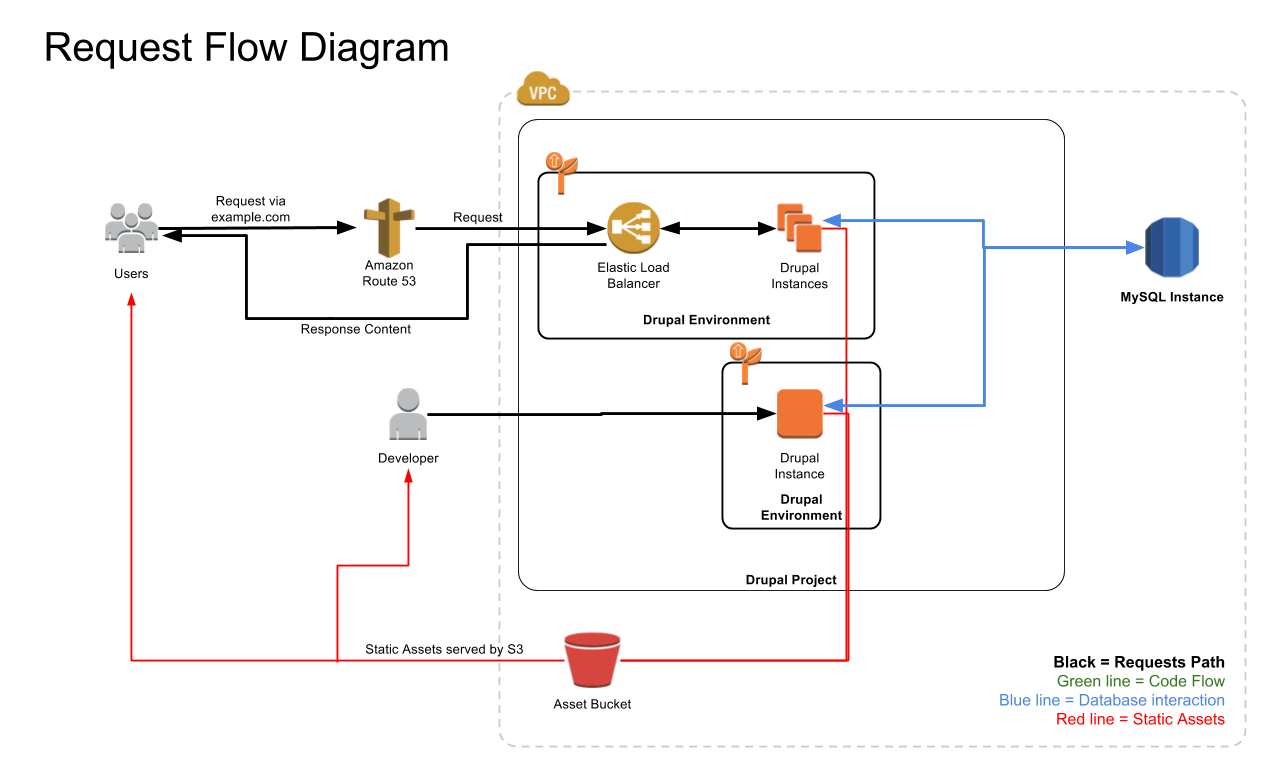 Request Flow Diagram
VPC
Request via
example.com
Request
Users
Amazon
Route 53
Elastic Load
Balancer
Drupal
Instances
MySQL Instance
Drupal Environment
Response Content
Developer
Drupal
Instance
Drupal
Environment
Drupal Project
Static Assets served by S3
Asset Bucket
Black = Requests Path
Green line = Code Flow
Blue line = Database interaction
Red line = Static Assets